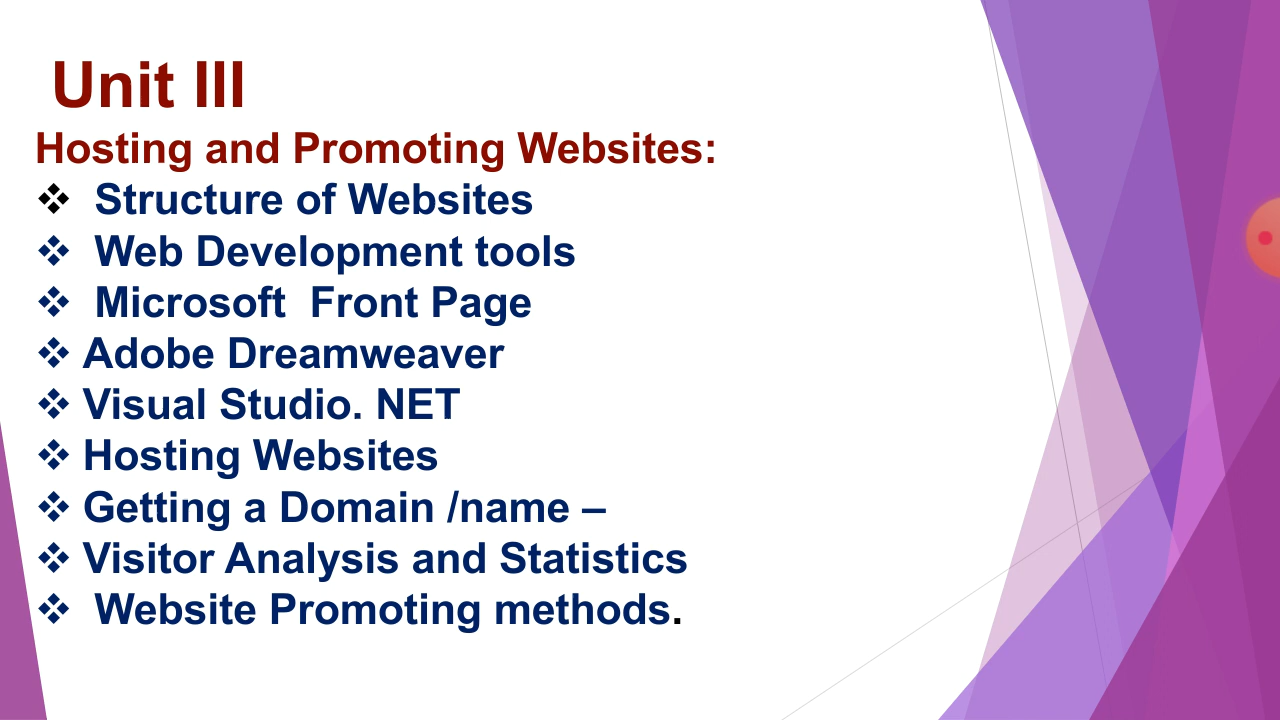 Unit III
Hosting and Promoting Websites:
❖ Structure of Websites
❖ Web Development tools
❖ Microsoft  Front Page
❖ Adobe Dreamweaver
❖ Visual Studio. NET
❖ Hosting Websites
❖ Getting a Domain /name –
❖ Visitor Analysis and Statistics
❖ Website Promoting methods.